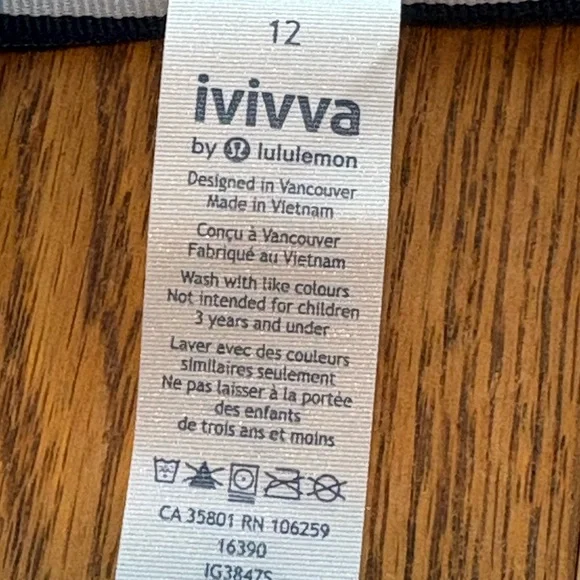 12
ivivva
by lululemon
Designed in Vancouver
Made in Vietnam
Conçu à Vancouver
Fabriqué au Vietnam
Wash with like colours
Not intended for children
3 years and under
Laver avec des couleurs
similaires seulement
Ne pas laisser à la portée
des enfants
de trois ans et moins
CA 35801 RN 106259
16390
IG3847S